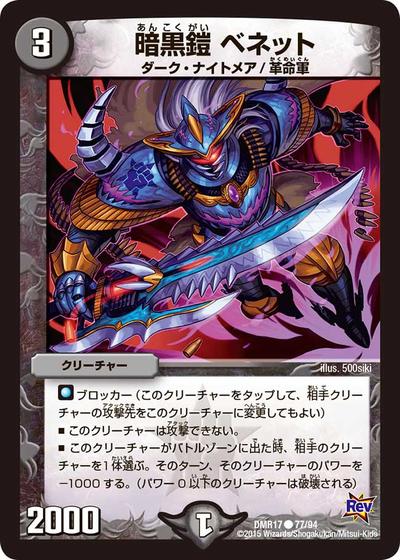 3
あんこくがい
暗黒鎧 ベネット
かくめいぐん
ダーク・ナイトメア/革命軍
クリーチャー
illus. 500siki
ブロッカー (このクリーチャーをタップして、相手クリーチャーの攻撃先をこのクリーチャーに変更してもよい)
■ このクリーチャーは攻撃できない。
■ このクリーチャーがバトルゾーンに出た時、相手のクリーチャーを1体選ぶ。そのターン、そのクリーチャーのパワーを-1000 する。(パワー 0 以下のクリーチャーは破壊される)
Rev
2000
1
DMR17 ● 77/94
©2015 Wizards/Shogakukan/Mitsui-Kids